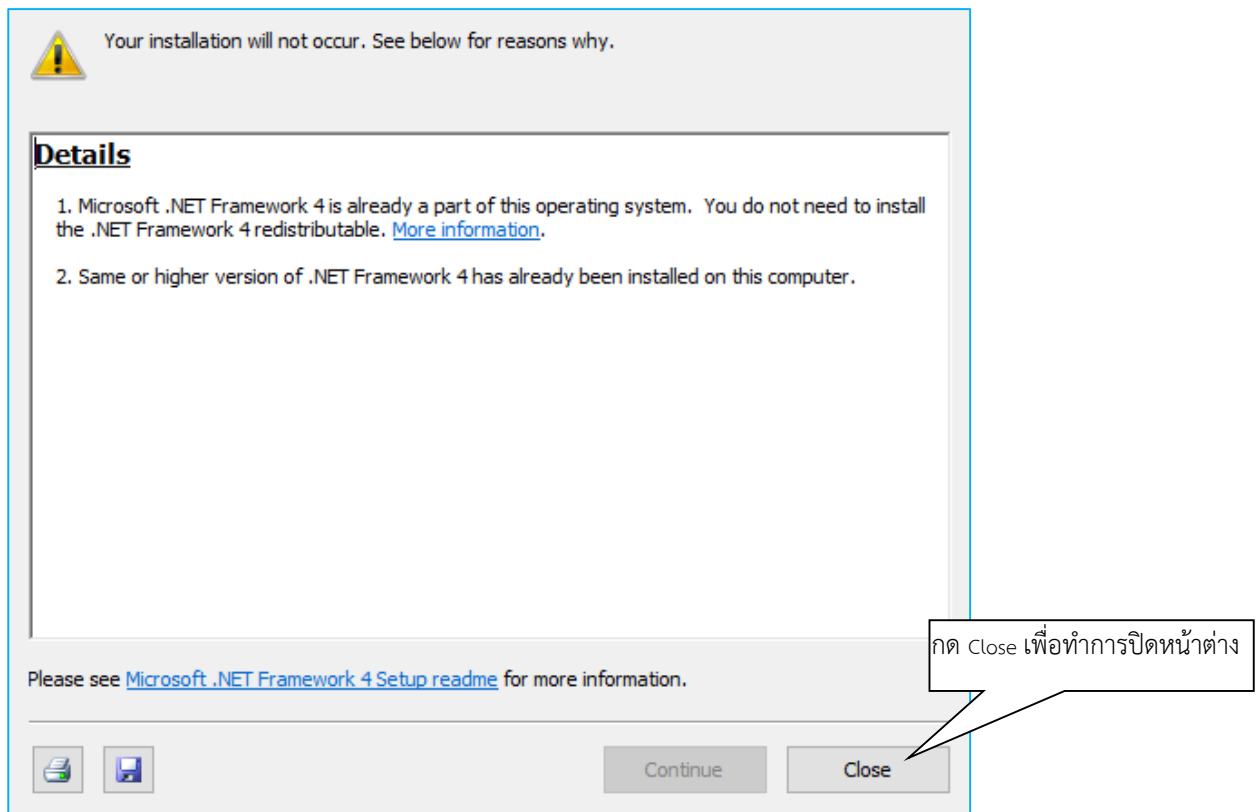 Your installation will not occur. See below for reasons why.
Details
1. Microsoft .NET Framework 4 is already a part of this operating system. You do not need to install
the .NET Framework 4 redistributable. More information.
2. Same or higher version of .NET Framework 4 has already been installed on this computer.
กด Close เพื่อทำการปิดหน้าต่าง
Please see Microsoft .NET Framework 4 Setup readme for more information.
Continue
Close